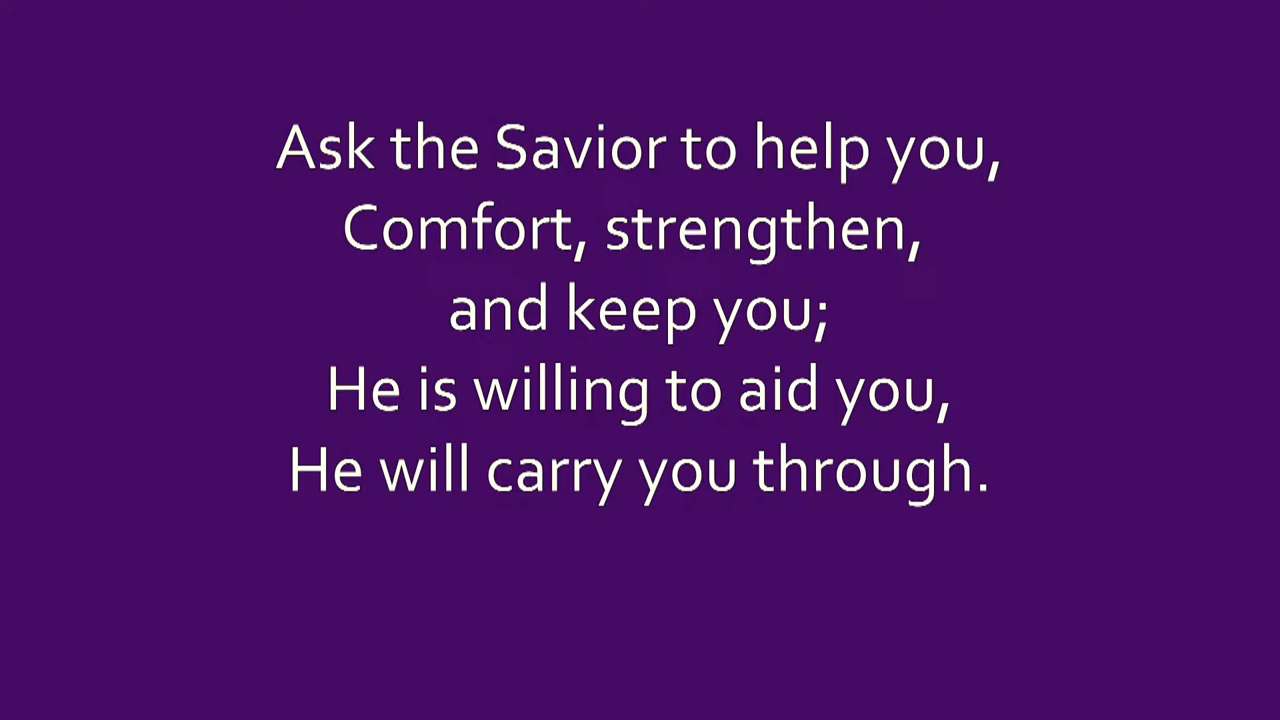 Ask the Savior to help you,
Comfort, strengthen,
and keep you;
He is willing to aid you,
He will carry you through.